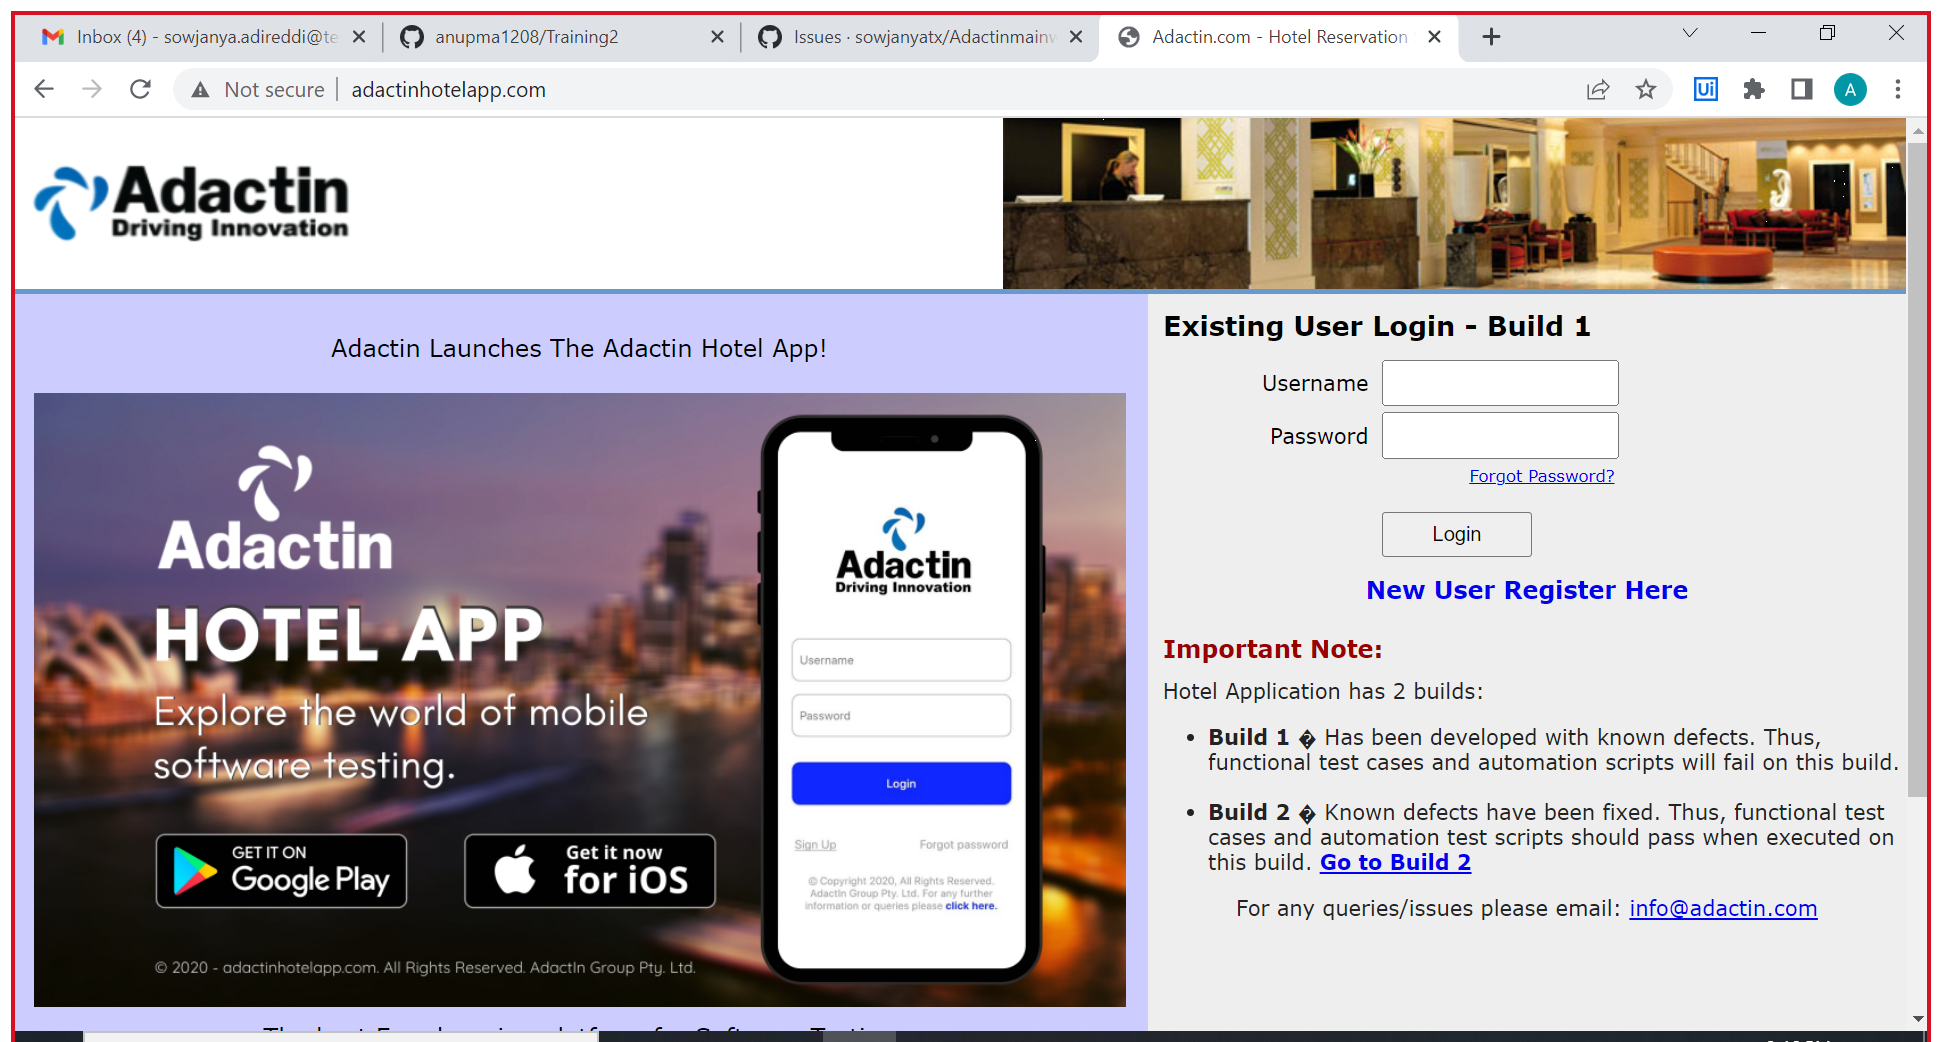 Inbox (4) - sowjanya.adireddi@te
anupma1208/Training2
Issues · sowjanyatx/Adactinmainw
Adactin.com - Hotel Reservation
Not secure | adactinhotelapp.com
Ui
A
Adactin
Driving Innovation
Adactin Launches The Adactin Hotel App!
Adactin
HOTEL APP
Explore the world of mobile
software testing.
GET IT ON
Google Play
Get it now
for iOS
© 2020 - adactinhotelapp.com. All Rights Reserved. AdactIn Group Pty. Ltd.
Adactin
Driving Innovation
Username
Password
Login
Sign Up Forgot password
© Copyright 2020, All Rights Reserved.
AdactIn Group Pty. Ltd. For any further
information or queries please click here.
Existing User Login - Build 1
Username
Password
Forgot Password?
Login
New User Register Here
Important Note:
Hotel Application has 2 builds:
• Build 1 � Has been developed with known defects. Thus,
functional test cases and automation scripts will fail on this build.
• Build 2 � Known defects have been fixed. Thus, functional test
cases and automation test scripts should pass when executed on
this build. Go to Build 2
For any queries/issues please email: info@adactin.com